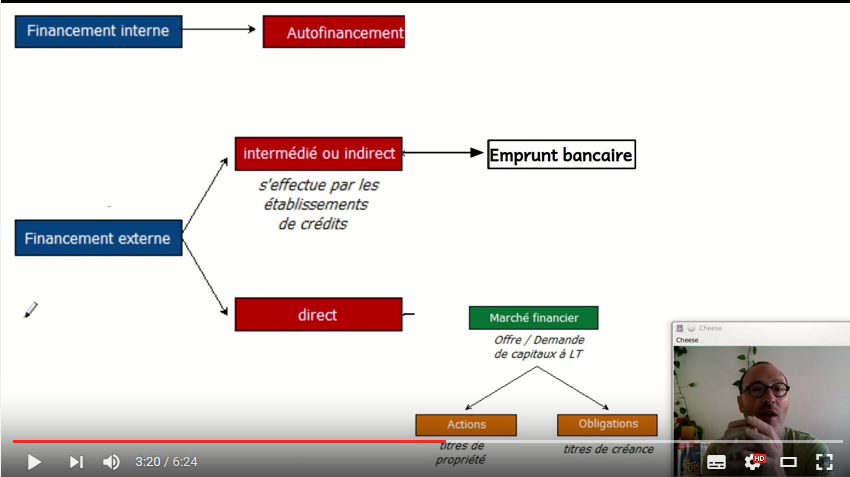 Financement interne
Autofinancement
intermédié ou indirect
Emprunt bancaire
s'effectue par les
établissements
de crédits
Financement externe
direct
Marché financier
Offre / Demande
de capitaux à LT
Actions
Obligations
titres de
propriété
titres de créance
Cheese
Cheese
3:20 / 6:24
HD